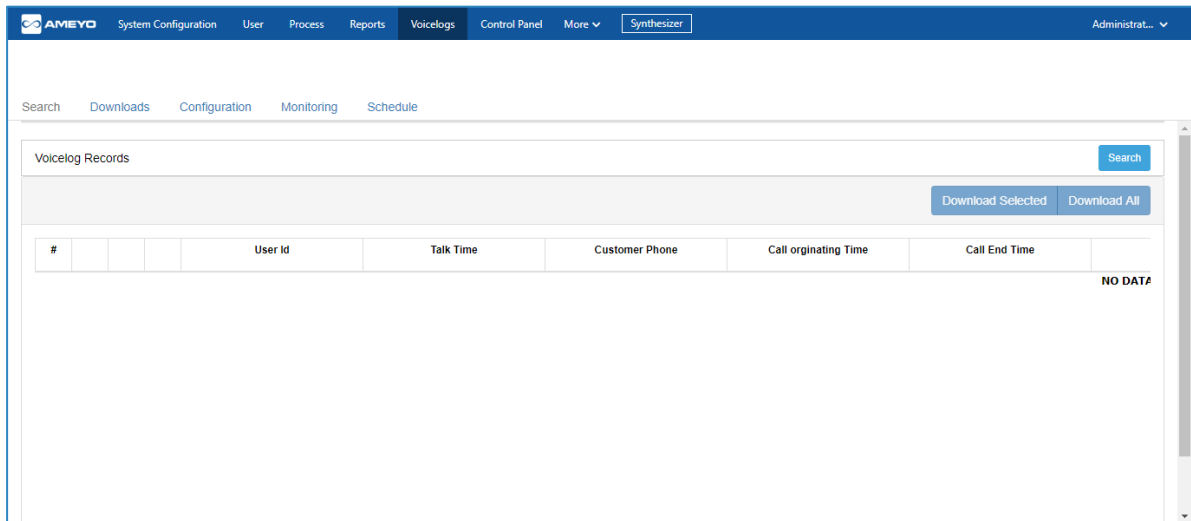 AMEYO System Configuration User Process Reports Voicelogs Control Panel More Synthesizer Administrat...
Search Downloads Configuration Monitoring Schedule
Voicelog Records Search
Download Selected Download All
# User Id Talk Time Customer Phone Call orginating Time Call End Time
NO DATA